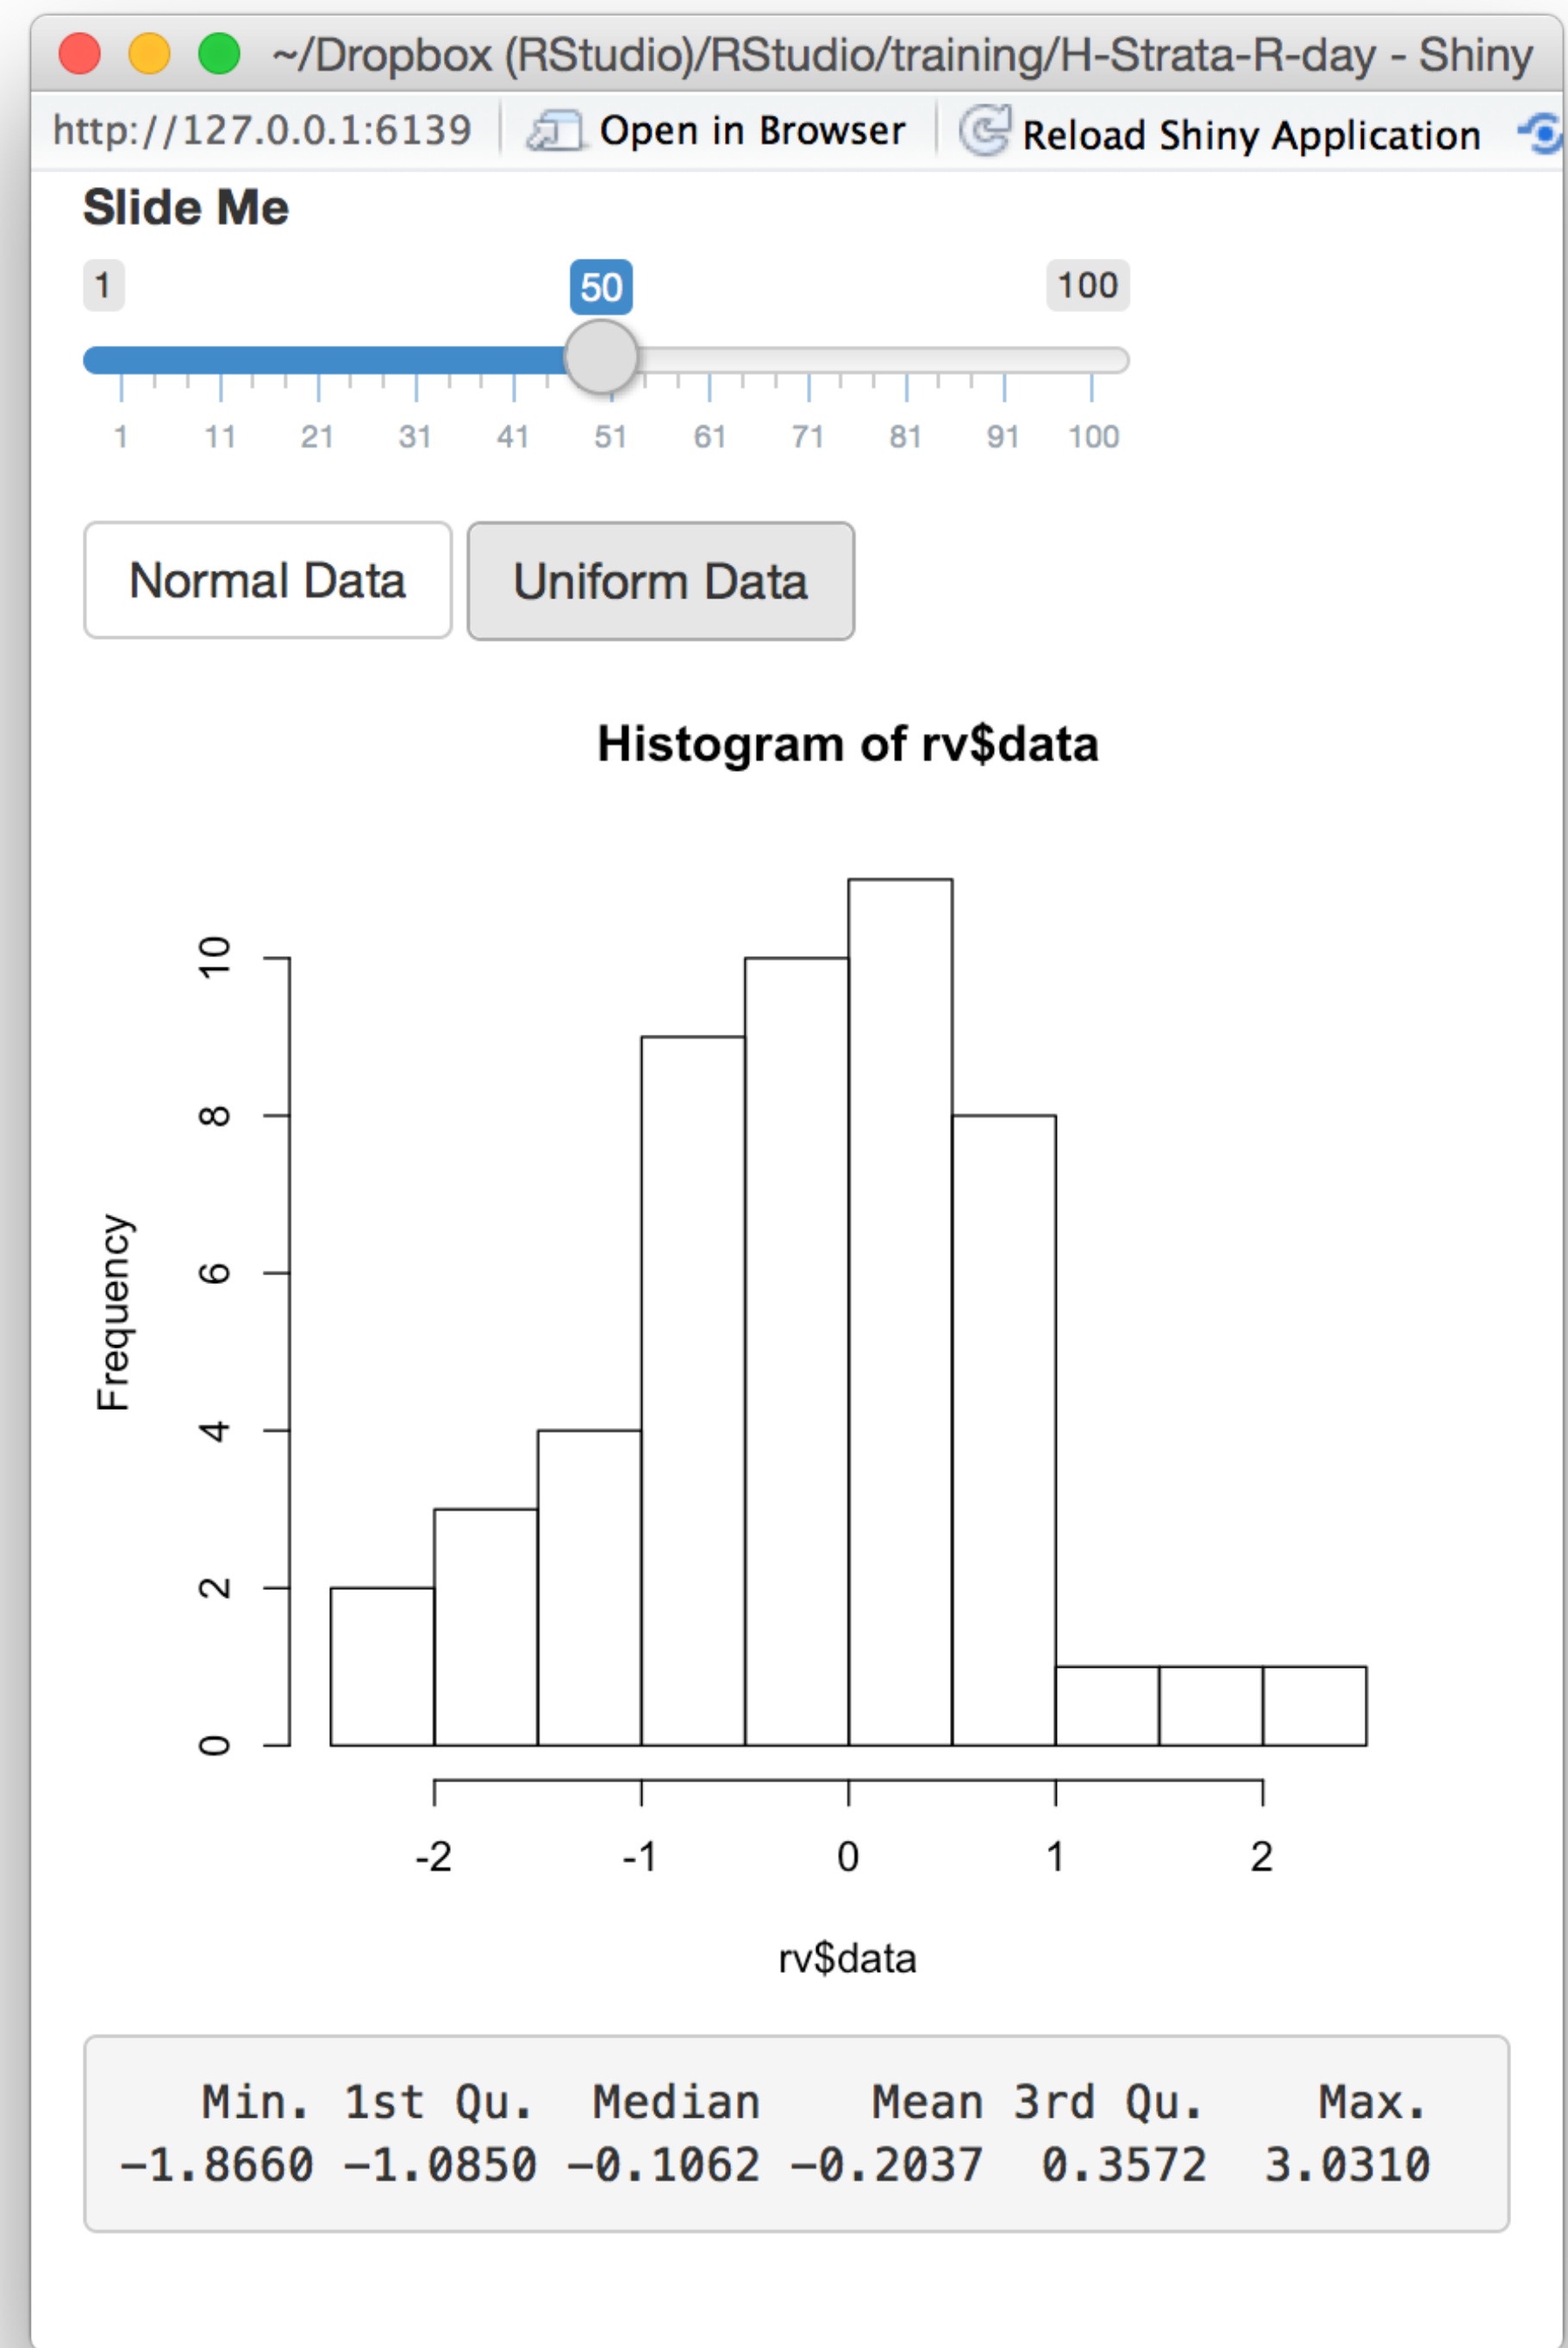 ~/Dropbox (RStudio)/RStudio/training/H-Strata-R-day - Shiny
http://127.0.0.1:6139 Open in Browser Reload Shiny Application
Slide Me
1 50 100
1 11 21 31 41 51 61 71 81 91 100
Normal Data Uniform Data
Histogram of rv$data
10
8
6
4
2
0
Frequency
-2 -1 0 1 2
rv$data
Min. 1st Qu. Median Mean 3rd Qu. Max.
-1.8660 -1.0850 -0.1062 -0.2037 0.3572 3.0310